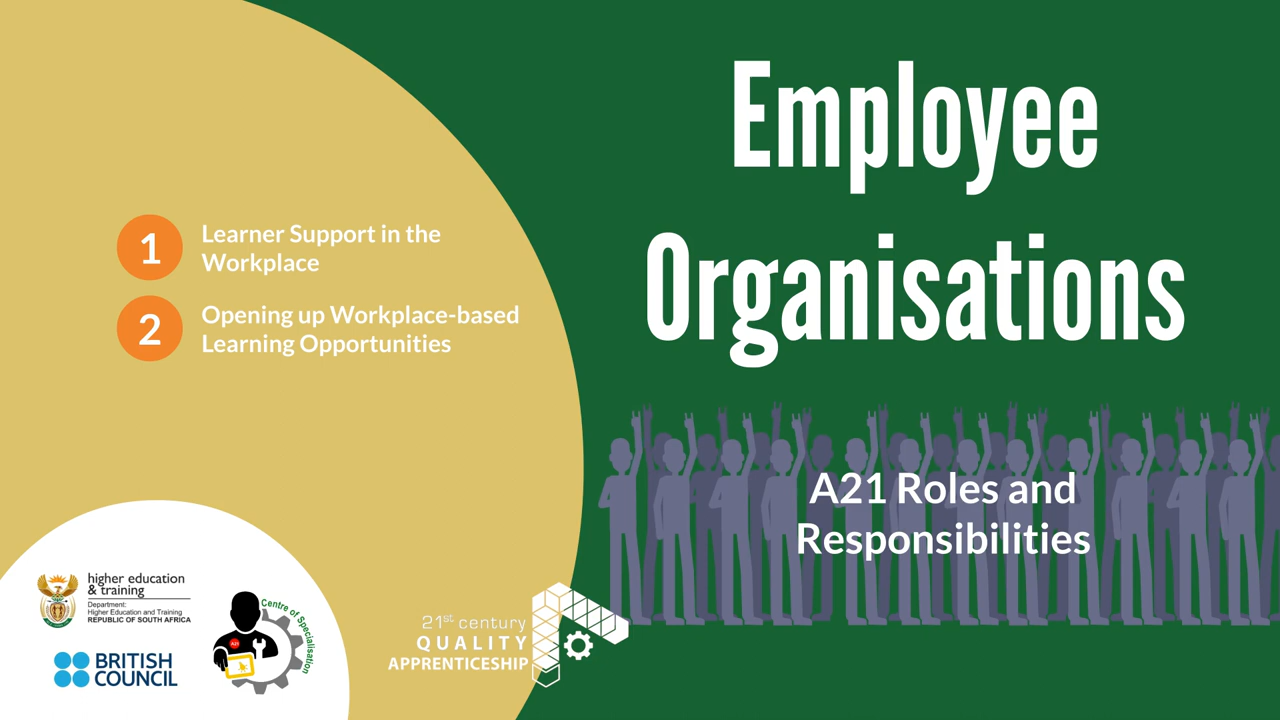 Employee
Organisations
A21 Roles and
Responsibilities
1
Learner Support in the
Workplace
2
Opening up Workplace-based
Learning Opportunities
higher education
& training
Department:
Higher Education and Training
REPUBLIC OF SOUTH AFRICA
BRITISH
COUNCIL
Centre of Specialisation
A21
21st century
QUALITY
APPRENTICESHIP